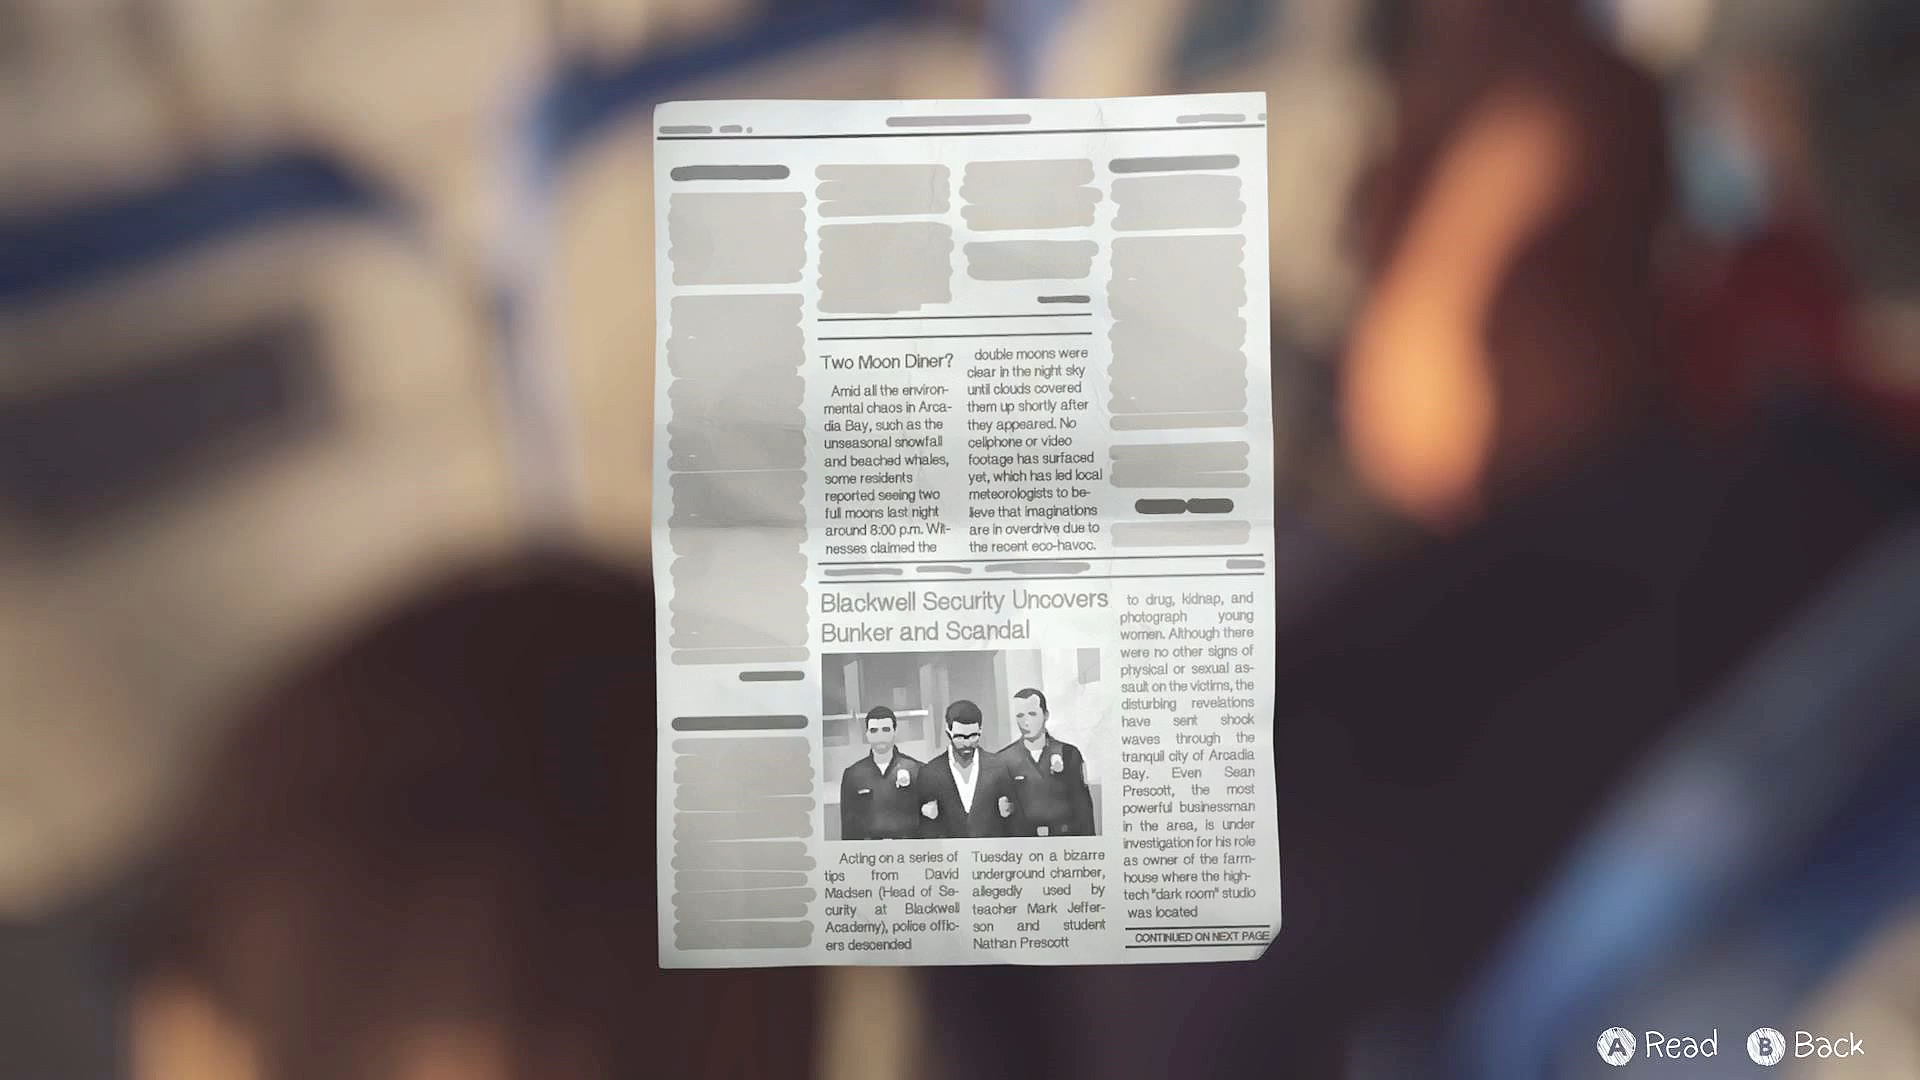 Two Moon Diner?
Amid all the environ-
mental chaos in Arca-
dia Bay, such as the
unseasonal snowfall
and beached whales,
some residents
reported seeing two
full moons last night
around 8:00 p.m. Wit-
nesses claimed the
double moons were
clear in the night sky
until clouds covered
them up shortly after
they appeared. No
cellphone or video
footage has surfaced
yet, which has led local
meteorologists to be-
lieve that imaginations
are in overdrive due to
the recent eco-havoc.
Blackwell Security Uncovers
Bunker and Scandal
Acting on a series of
tips from David
Madsen (Head of Se-
curity at Blackwell
Academy), police offic-
ers descended
Tuesday on a bizarre
underground chamber,
allegedly used by
teacher Mark Jeffer-
son and student
Nathan Prescott
to drug, kidnap, and
photograph young
women. Although there
were no other signs of
physical or sexual as-
sault on the victims, the
disturbing revelations
have sent shock
waves through the
tranquil city of Arcadia
Bay. Even Sean
Prescott, the most
powerful businessman
in the area, is under
investigation for his role
as owner of the farm-
house where the high-
tech "dark room" studio
was located
CONTINUED ON NEXT PAGE
A Read B Back